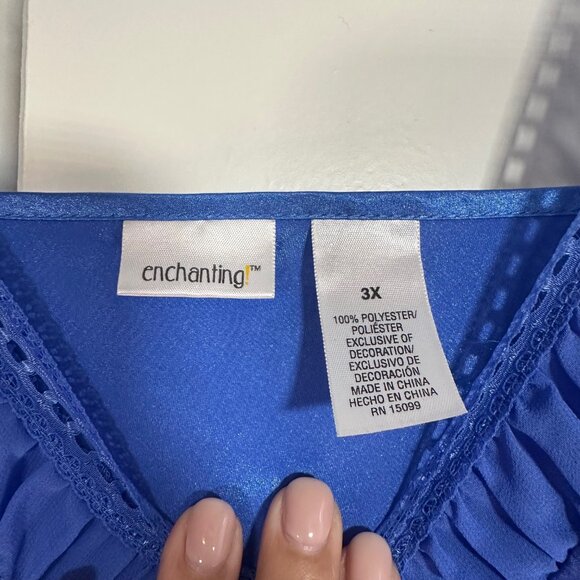 enchanting!™
3X
100% POLYESTER/
POLIÉSTER
EXCLUSIVE OF
DECORATION/
EXCLUSIVO DE
DECORACIÓN
MADE IN CHINA
HECHO EN CHINA
RN 15099